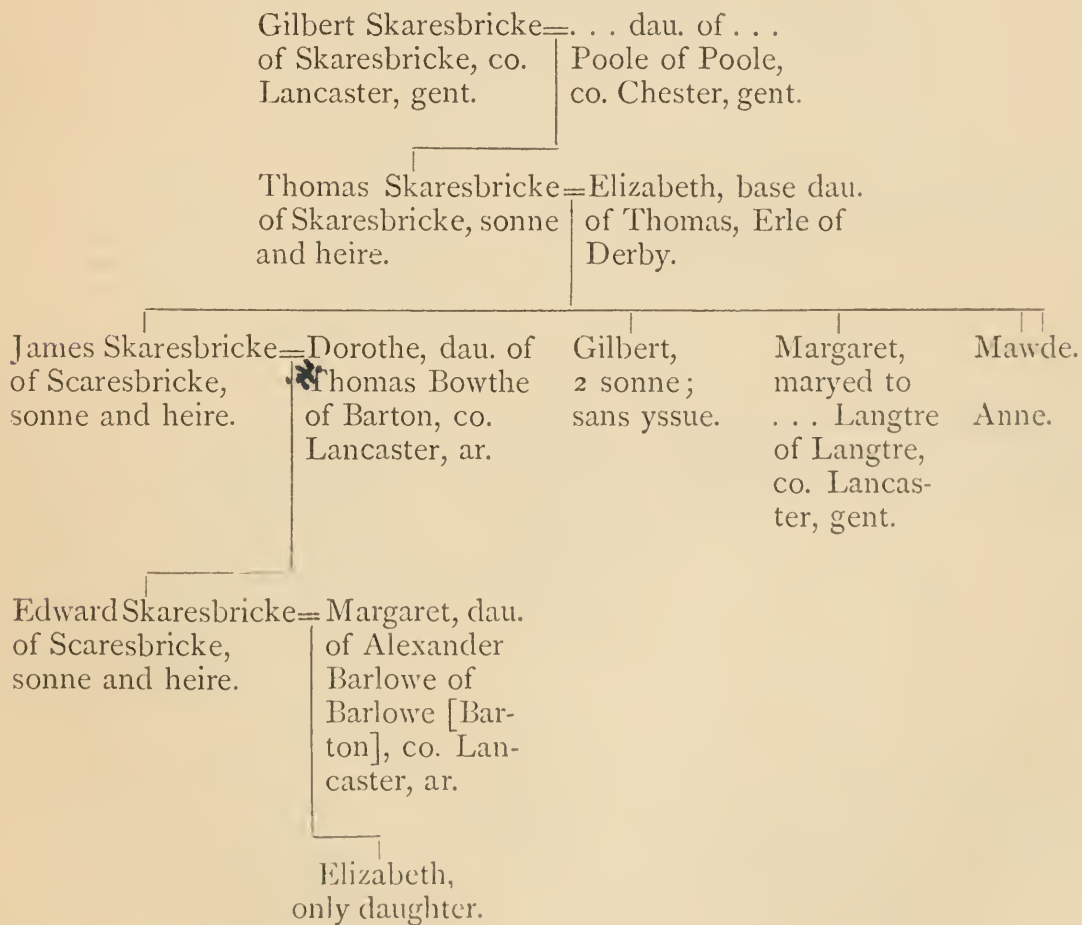 Gilbert Skaresbricke=. . . dau. of . . .
of Skaresbricke, co. Poole of Poole,
Lancaster, gent. co. Chester, gent.
Thomas Skaresbricke=Elizabeth, base dau.
of Skaresbricke, sonne of Thomas, Erle of
and heire. Derby.
James Skaresbricke=Dorothe, dau. of
of Scaresbricke, Thomas Bowthe
sonne and heire. of Barton, co.
Lancaster, ar.
Gilbert,
2 sonne;
sans yssue.
Margaret,
maryed to
. . . Langtre
of Langtre,
co. Lancas-
ter, gent.
Mawde.
Anne.
Edward Skaresbricke= Margaret, dau.
of Scaresbricke, of Alexander
sonne and heire. Barlowe of
Barlowe [Bar-
ton], co. Lan-
caster, ar.
Elizabeth,
only daughter.